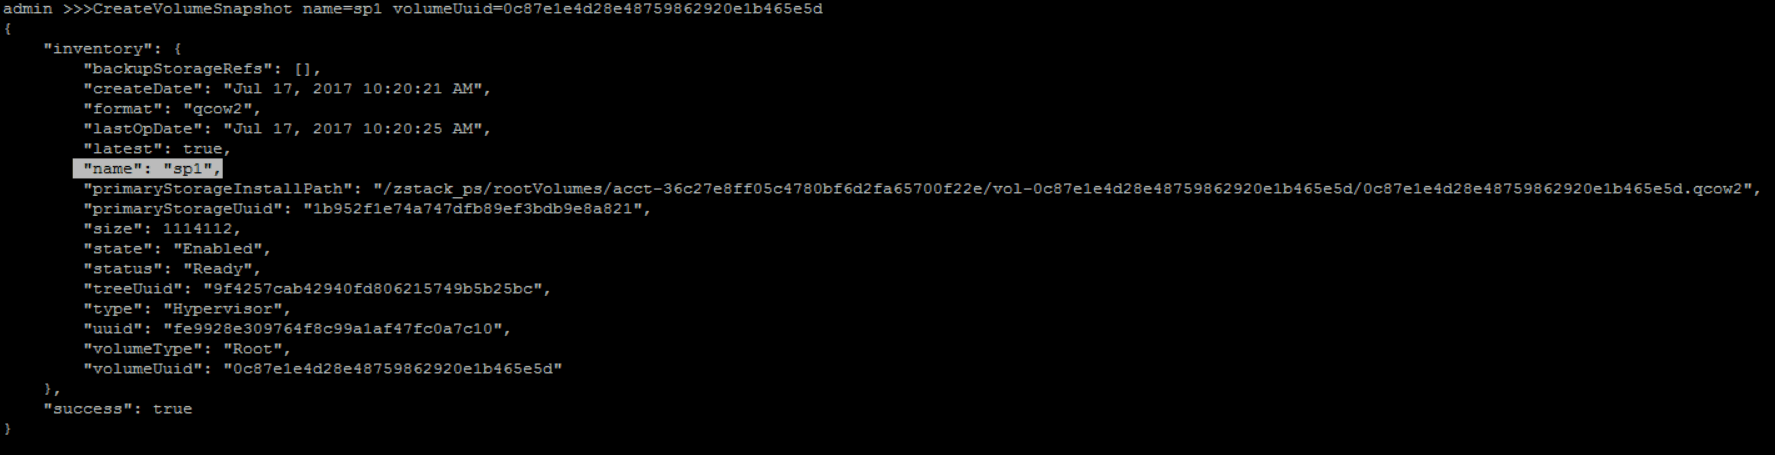 admin >>>CreateVolumeSnapshot name=sp1 volumeUuid=0c87e1e4d28e48759862920e1b465e5d
{
    "inventory": {
        "backupStorageRefs": [],
        "createDate": "Jul 17, 2017 10:20:21 AM",
        "format": "qcow2",
        "lastOpDate": "Jul 17, 2017 10:20:25 AM",
        "latest": true,
        "name": "sp1",
        "primaryStorageInstallPath": "/zstack_ps/rootVolumes/acct-36c27e8ff05c4780bf6d2fa65700f22e/vol-0c87e1e4d28e48759862920e1b465e5d/0c87e1e4d28e48759862920e1b465e5d.qcow2",
        "primaryStorageUuid": "1b952f1e74a747dfb89ef3bdb9e8a821",
        "size": 1114112,
        "state": "Enabled",
        "status": "Ready",
        "treeUuid": "9f4257cab42940fd806215749b5b25bc",
        "type": "Hypervisor",
        "uuid": "fe9928e309764f8c99a1af47fc0a7c10",
        "volumeType": "Root",
        "volumeUuid": "0c87e1e4d28e48759862920e1b465e5d"
    },
    "success": true
}